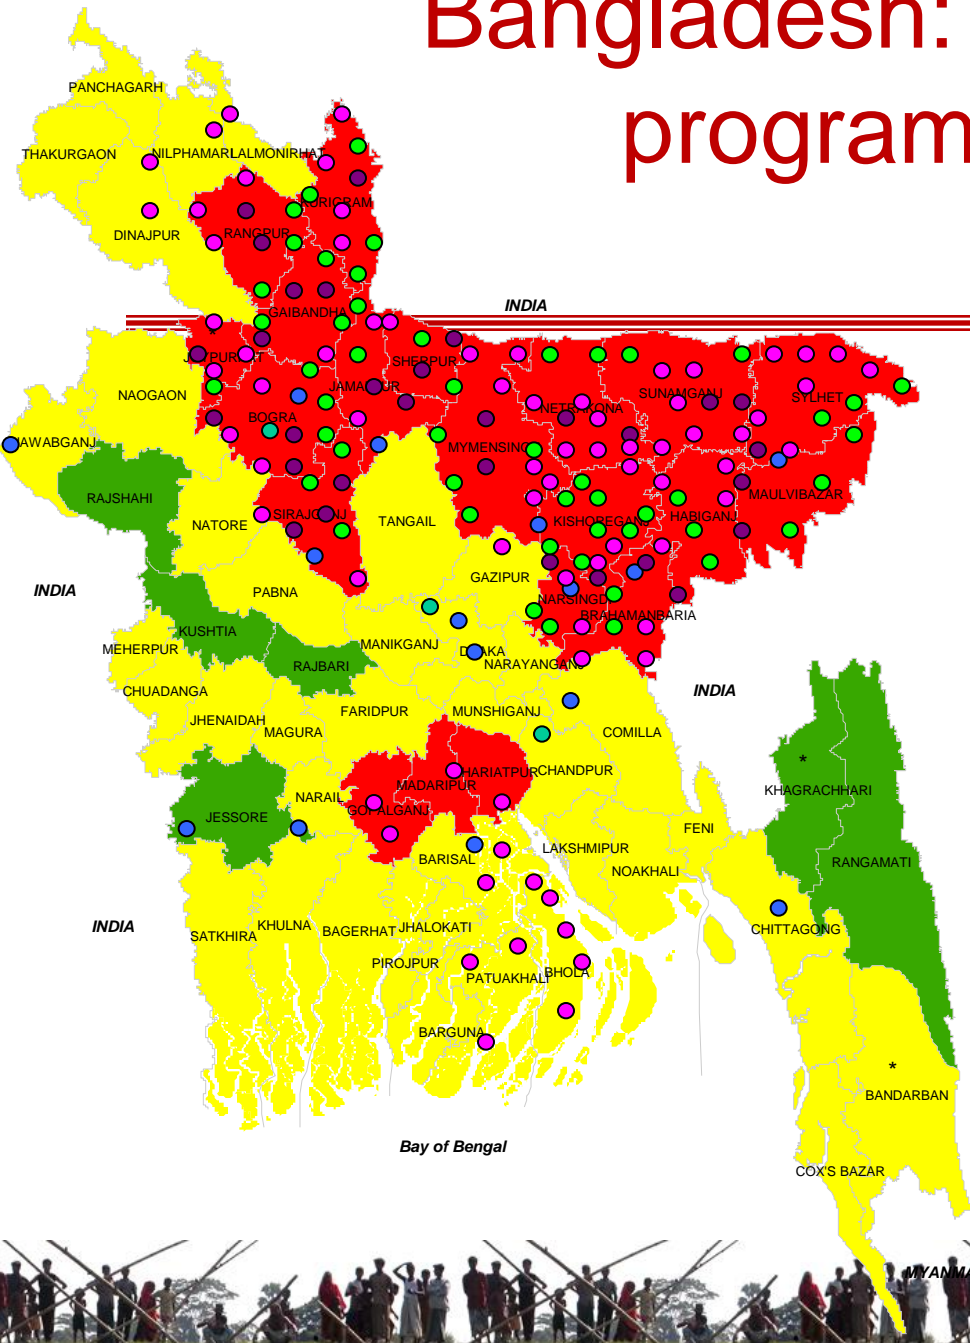 Bangladesh:
program
PANCHAGARH
THAKURGAON
NILPHAMARI
LALMONIRHAT
KURIGRAM
DINAJPUR
RANGPUR
INDIA
GAIBANDHA
JOYPURHAT
SHERPUR
NAOGAON
JAMALPUR
SUNAMGANJ
SYLHET
BOGRA
NETRAKONA
NAWABGANJ
MYMENSINGH
RAJSHAHI
MAULVIBAZAR
SIRAJGONJ
TANGAIL
KISHOREGANJ
HABIGANJ
NATORE
GAZIPUR
INDIA
PABNA
NARSINGDI
BRAHAMANBARIA
KUSHTIA
MEHERPUR
MANIKGANJ
DHAKA
NARAYANGANJ
RAJBARI
CHUADANGA
INDIA
JHENAIDAH
FARIDPUR
MUNSHIGANJ
MAGURA
COMILLA
SHARIATPUR
CHANDPUR
MADARIPUR
*
KHAGRACHHARI
NARAIL
GOPALGANJ
JESSORE
FENI
BARISAL
LAKSHMIPUR
RANGAMATI
NOAKHALI
INDIA
KHULNA
BAGERHAT
JHALOKATI
SATKHIRA
CHITTAGONG
PIROJPUR
PATUAKHALI
BHOLA
BARGUNA
*
BANDARBAN
Bay of Bengal
COX'S BAZAR
MYANMA